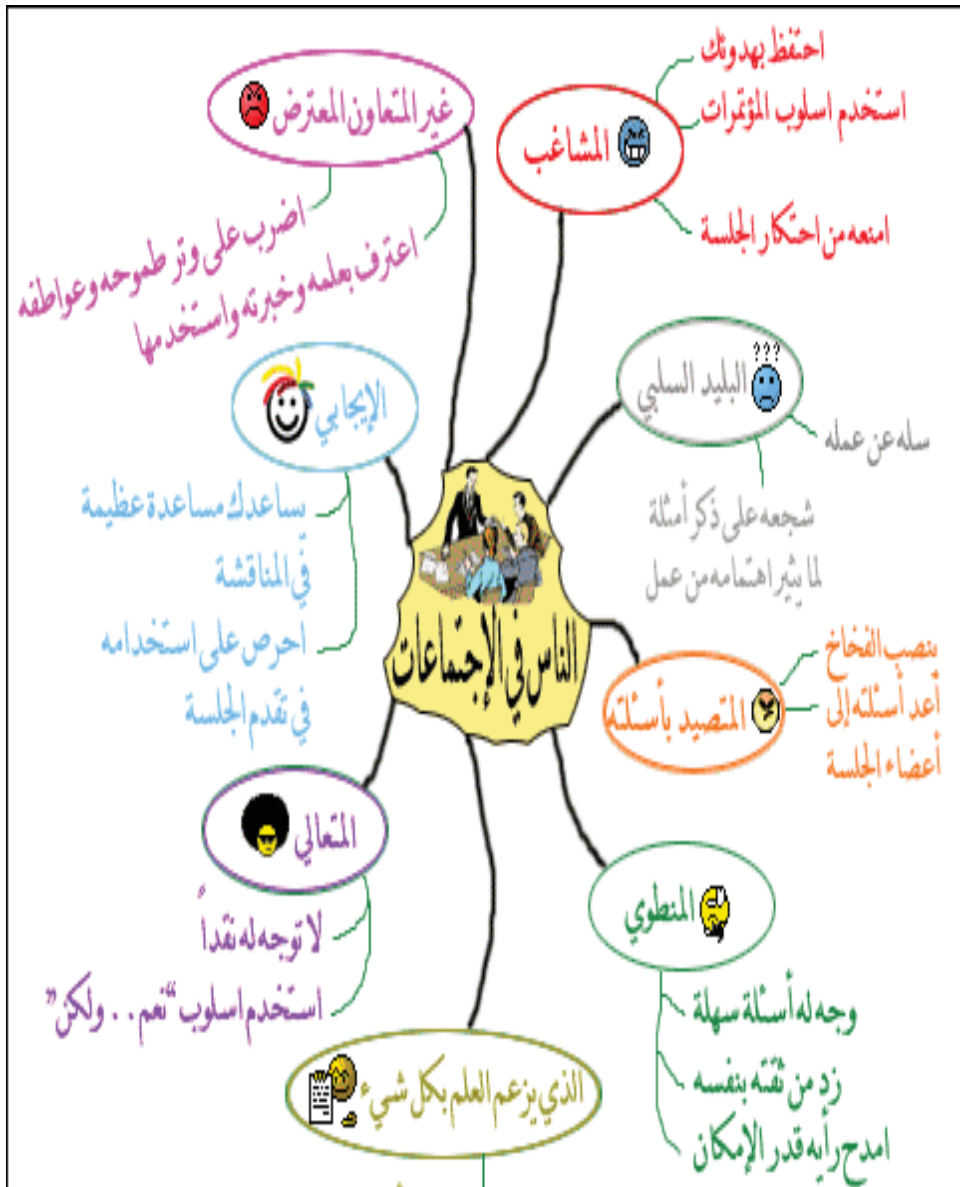 الناس في الإجتماعات
المشاغب
احتفظ بهدوئك
استخدم اسلوب المؤتمرات
امنعه من احتكار الجلسة
البليد السلبي
???
سله عن عمله
شجعه على ذكر أمثلة
لما يثير اهتمامه من عمل
المتصيد بأسئلته
ينصب الفخاخ
أعد أسئلته إلى
أعضاء الجلسة
المنطوي
وجه له أسئلة سهلة
زد من ثقته بنفسه
امدح رأيه قدر الإمكان
الذي يزعم العلم بكل شيء
المتعالي
لا توجه له نقداً
استخدم اسلوب “نعم . . ولكن”
الإيجابي
يساعدك مساعدة عظيمة
في المناقشة
احرص على استخدامه
في تقدم الجلسة
غير المتعاون المعترض
اضرب على وتر طموحه وعواطفه
اعترف بعلمه وخبرته واستخدمها